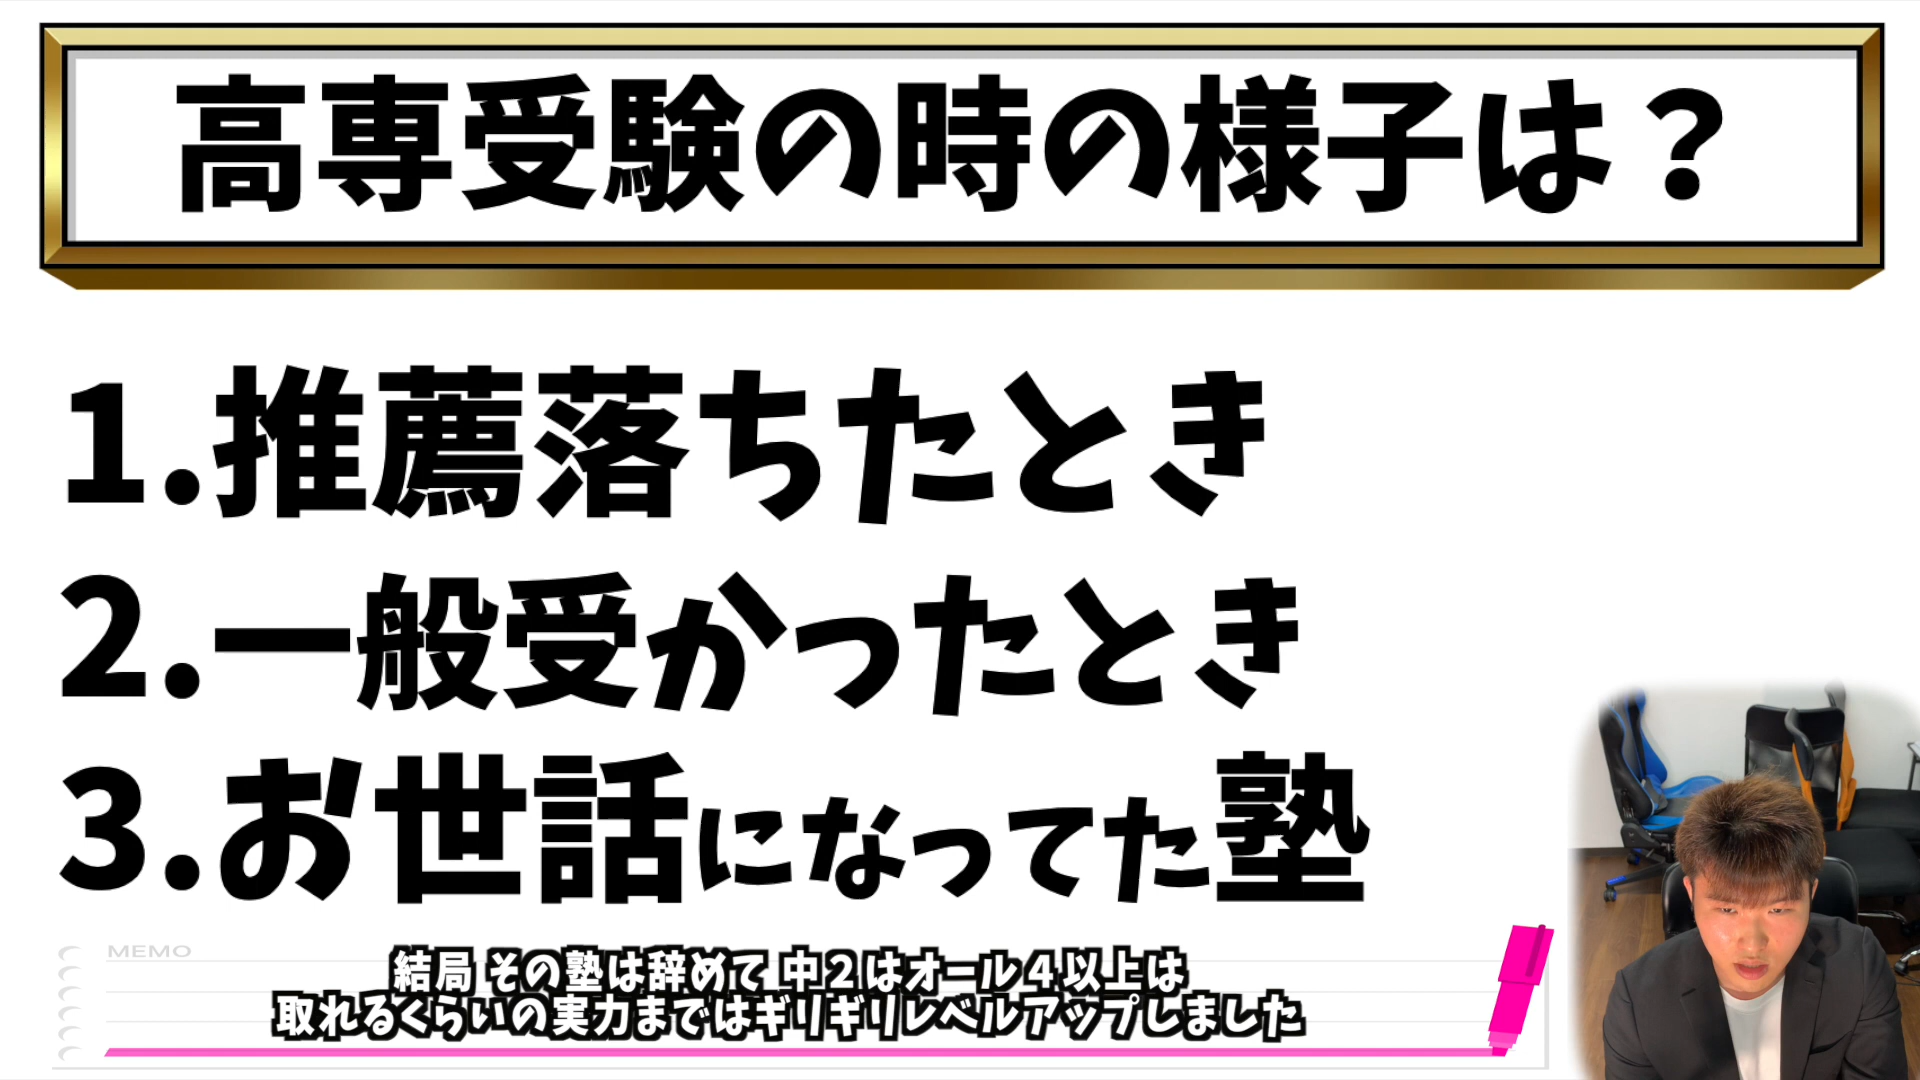 高専受験の時の様子は？
1.推薦落ちたとき
2.一般受かったとき
3.お世話になってた塾
MEMO
結局 その塾は辞めて 中２はオール４以上は
取れるくらいの実力まではギリギリレベルアップしました